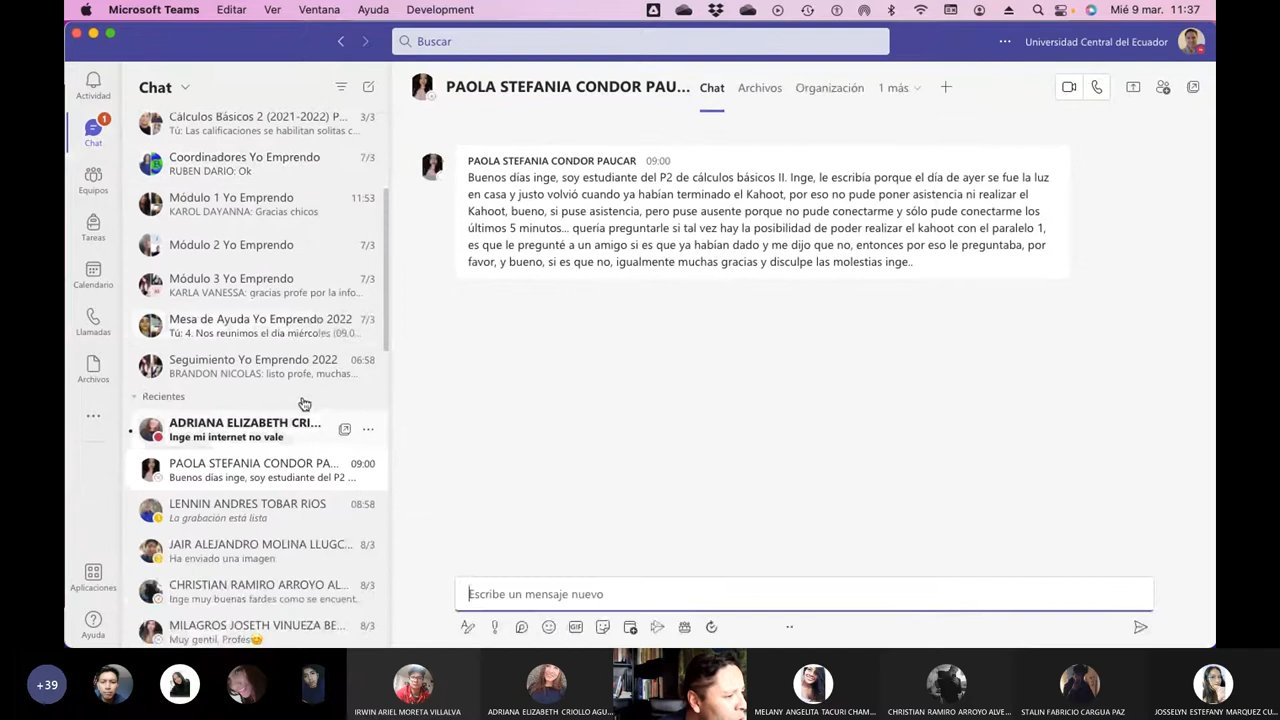 Microsoft Teams Editar Ver Ventana Ayuda Development
Mié 9 mar. 11:37
Buscar
Universidad Central del Ecuador
Actividad
Chat
1
Equipos
Tareas
Calendario
Llamadas
Archivos
Aplicaciones
Ayuda
Chat
Cálculos Básicos 2 (2021-2022) P... 3/3
Tú: Las calificaciones se habilitan solitas c...
Coordinadores Yo Emprendo 7/3
RUBEN DARIO: Ok
Módulo 1 Yo Emprendo 11:53
KAROL DAYANNA: Gracias chicos
Módulo 2 Yo Emprendo 7/3
Módulo 3 Yo Emprendo 7/3
KARLA VANESSA: gracias profe por la info...
Mesa de Ayuda Yo Emprendo 2022 7/3
Tú: 4. Nos reunimos el día miércoles (09.0...
Seguimiento Yo Emprendo 2022 06:58
BRANDON NICOLAS: listo profe, muchas...
Recientes
ADRIANA ELIZABETH CRI...
Inge mi internet no vale
PAOLA STEFANIA CONDOR PA... 09:00
Buenos días inge, soy estudiante del P2 ...
LENNIN ANDRES TOBAR RIOS 08:58
La grabación está lista
JAIR ALEJANDRO MOLINA LLUGC... 8/3
Ha enviado una imagen
CHRISTIAN RAMIRO ARROYO AL... 8/3
Inge muy buenas tardes como se encuent...
MILAGROS JOSETH VINUEZA BE... 8/3
Muy gentil, Profes😊
PAOLA STEFANIA CONDOR PAU... Chat Archivos Organización 1 más
PAOLA STEFANIA CONDOR PAUCAR 09:00
Buenos días inge, soy estudiante del P2 de cálculos básicos II. Inge, le escribia porque el día de ayer se fue la luz
en casa y justo volvió cuando ya habían terminado el Kahoot, por eso no pude poner asistencia ni realizar el
Kahoot, bueno, si puse asistencia, pero puse ausente porque no pude conectarme y sólo pude conectarme los
últimos 5 minutos... quería preguntarle si tal vez hay la posibilidad de poder realizar el kahoot con el paralelo 1,
es que le pregunté a un amigo si es que ya habían dado y me dijo que no, entonces por eso le preguntaba, por
favor, y bueno, si es que no, igualmente muchas gracias y disculpe las molestias inge..
Escribe un mensaje nuevo
GIF
+39
IRWIN ARIEL MORETA VILLALVA
ADRIANA ELIZABETH CRIOLLO AGU...
MELANY ANGELITA TACURI CHAM...
CHRISTIAN RAMIRO ARROYO ALVE...
STALIN FABRICIO CARGUA PAZ
JOSSELYN ESTEFANY MARQUEZ CU...